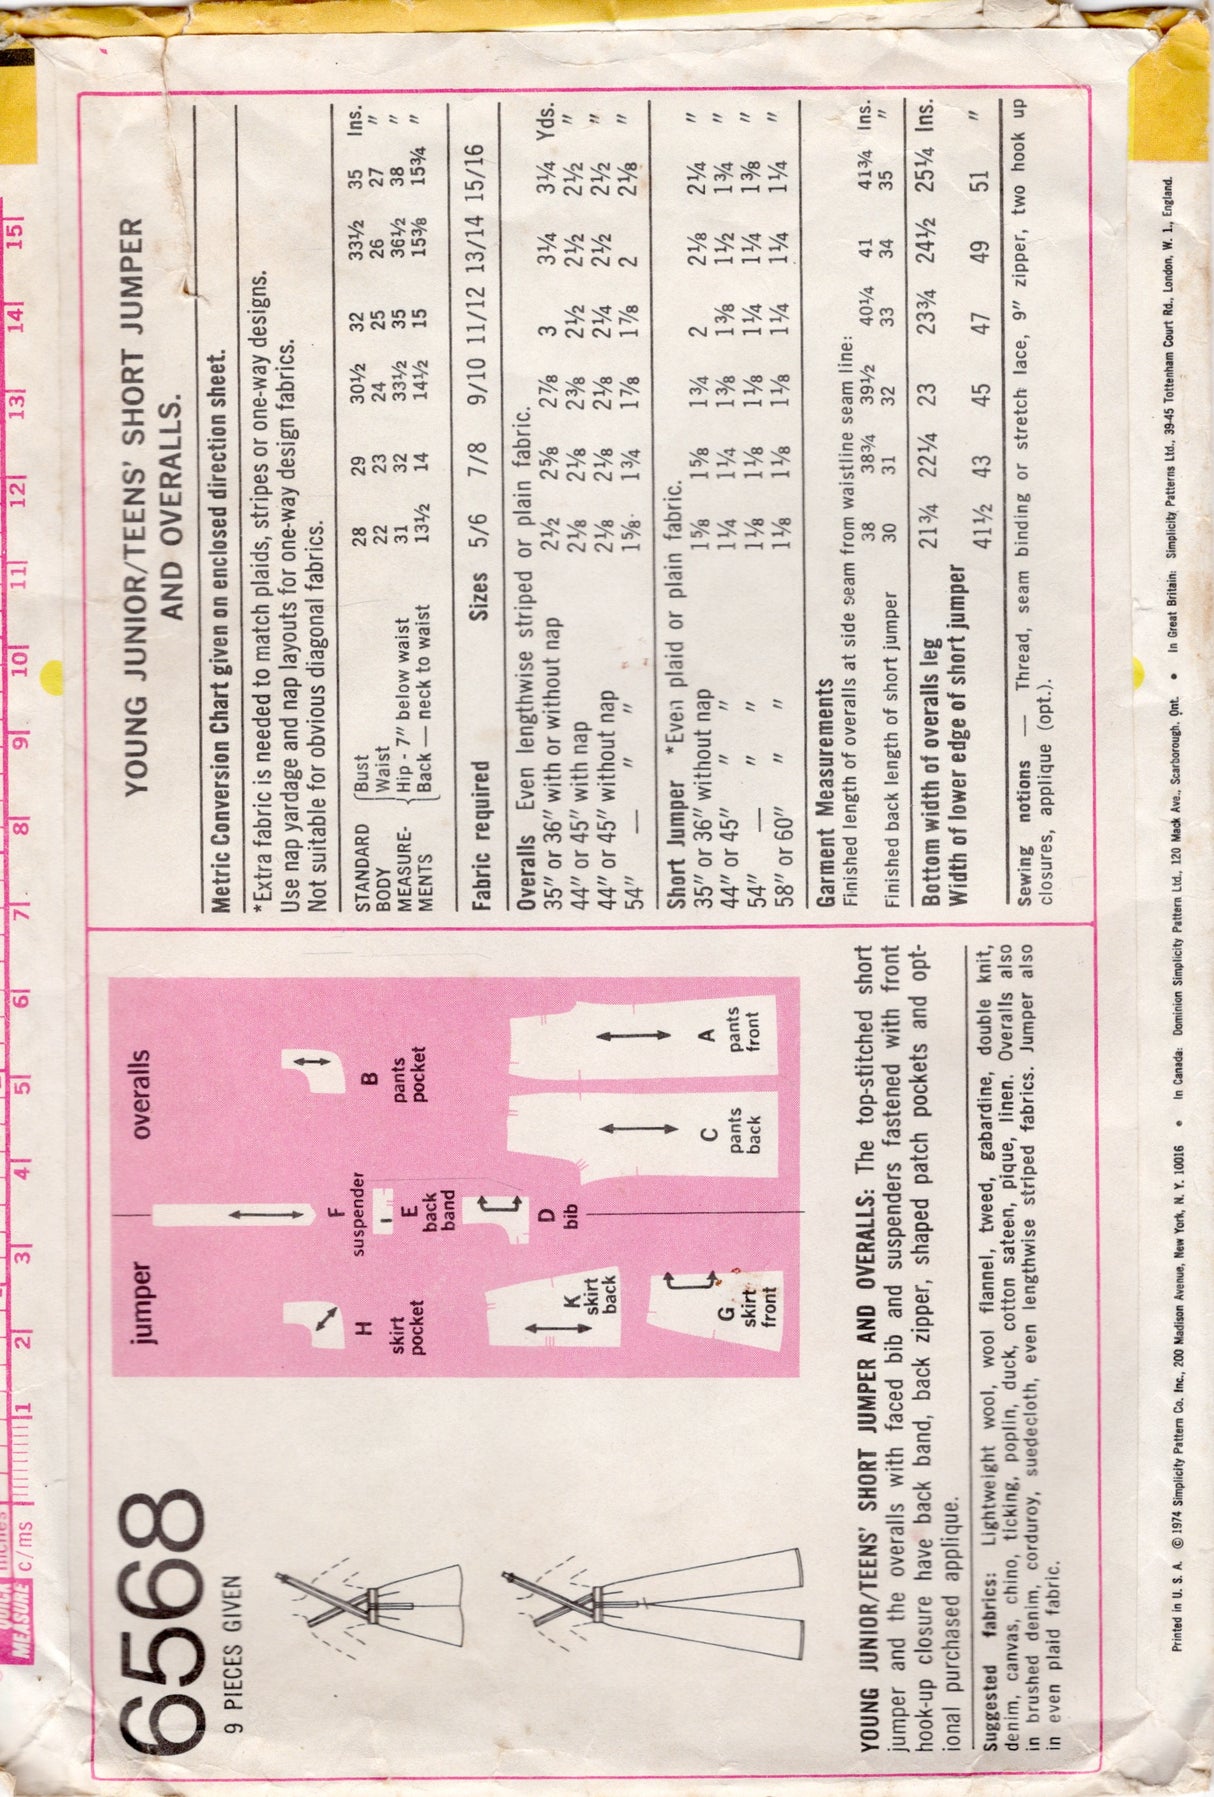 6568
9 PIECES GIVEN
jumper
overalls
H
skirt
pocket
F
suspender
E
back
band
D
bib
B
pants
pocket
K
skirt
back
G
skirt
front
C
pants
back
A
pants
front
YOUNG JUNIOR/TEENS' SHORT JUMPER AND OVERALLS: The top-stitched short
jumper and the overalls with faced bib and suspenders fastened with front
hook-up closure have back band, back zipper, shaped patch pockets and opt-
ional purchased applique.
Suggested fabrics: Lightweight wool, wool flannel, tweed, gabardine, double knit,
denim, canvas, chino, ticking, poplin, duck, cotton sateen, pique, linen. Overalls also
in brushed denim, corduroy, suedecloth, even lengthwise striped fabrics. Jumper also
in even plaid fabric.
YOUNG JUNIOR/TEENS' SHORT JUMPER
AND OVERALLS.
Metric Conversion Chart given on enclosed direction sheet.
*Extra fabric is needed to match plaids, stripes or one-way designs.
Use nap yardage and nap layouts for one-way design fabrics.
Not suitable for obvious diagonal fabrics.
STANDARD Bust 28 29 30½ 32 33½ 35 Ins.
BODY Waist 22 23 24 25 26 27 "
MEASURE- Hip - 7" below waist 31 32 33½ 35 36½ 38 "
MENTS Back — neck to waist 13½ 14 14½ 15 15⅜ 15¾ "
Fabric required Sizes 5/6 7/8 9/10 11/12 13/14 15/16
Overalls Even lengthwise striped or plain fabric.
35" or 36" with or without nap 2½ 2⅝ 2⅞ 3 3¼ 3¼ Yds.
44" or 45" with nap 2⅛ 2⅛ 2⅜ 2½ 2½ 2½ "
44" or 45" without nap 2⅛ 2⅛ 2⅛ 2¼ 2½ 2½ "
54" — " 1⅝ 1¾ 1⅞ 1⅞ 2 2⅛ "
Short Jumper *Even plaid or plain fabric.
35" or 36" without nap 1⅝ 1⅝ 1¾ 2 2⅛ 2¼ "
44" or 45" " " 1¼ 1¼ 1⅜ 1⅜ 1½ 1¾ "
54" — " " 1⅛ 1⅛ 1⅛ 1¼ 1¼ 1⅜ "
58" or 60" " " 1⅛ 1⅛ 1⅛ 1¼ 1¼ 1¼ "
Garment Measurements
Finished length of overalls at side seam from waistline seam line:
38 38¾ 39½ 40¼ 41 41¾ Ins.
Finished back length of short jumper 30 31 32 33 34 35 "
Bottom width of overalls leg 21¾ 22¼ 23 23¾ 24½ 25¼ Ins.
Width of lower edge of short jumper 41½ 43 45 47 49 51 "
Sewing notions — Thread, seam binding or stretch lace, 9" zipper, two hook up
closures, applique (opt.).
Printed in U. S. A. © 1974 Simplicity Pattern Co. Inc., 200 Madison Avenue, New York, N. Y. 10016 • In Canada: Dominion Simplicity Pattern Ltd., 120 Mack Ave., Scarborough, Ont. • In Great Britain: Simplicity Patterns Ltd., 39-45 Tottenham Court Rd., London, W. 1., England.
MEASURE c/ms 1 2 3 4 5 6 7 8 9 10 11 12 13 14 15